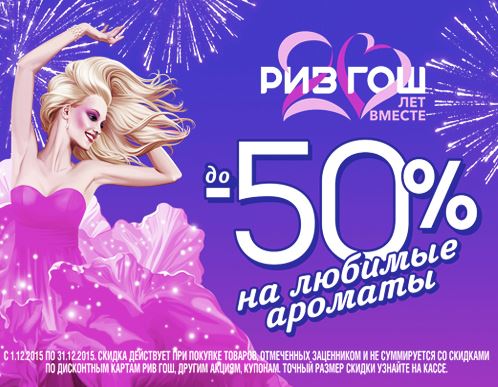 РИЗ ГОШ
20
ЛЕТ
ВМЕСТЕ
до
-50%
на любимые
ароматы
С 1.12.2015 ПО 31.12.2015. СКИДКА ДЕЙСТВУЕТ ПРИ ПОКУПКЕ ТОВАРОВ, ОТМЕЧЕННЫХ ЗАЦЕННИКОМ И НЕ СУММИРУЕТСЯ СО СКИДКАМИ
ПО ДИСКОНТНЫМ КАРТАМ РИВ ГОШ, ДРУГИМ АКЦИЯМ, КУПОНАМ. ТОЧНЫЙ РАЗМЕР СКИДКИ УЗНАЙТЕ НА КАССЕ.